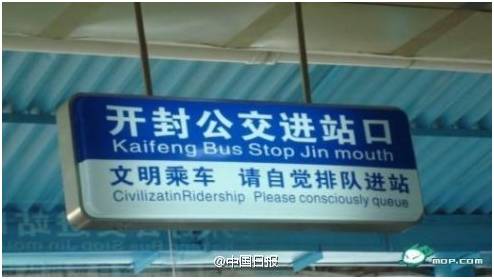 开封公交进站口
Kaifeng Bus Stop Jin mouth
文明乘车 请自觉排队进站
CivilizatinRidership Please consciously queue
@中国日报
MOP.COM